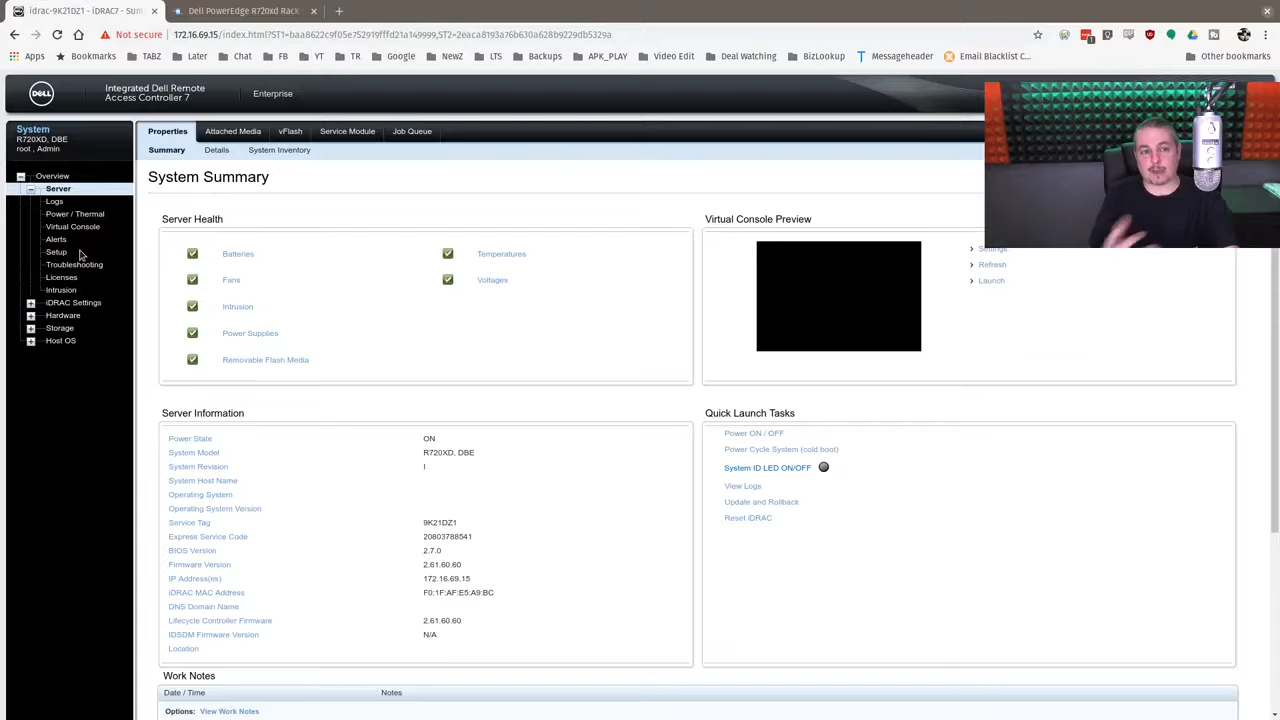 idrac-9K21DZ1 - iDRAC7 - Sum
Dell PowerEdge R720xd Rack
Not secure
172.16.69.15/index.html?ST1=baa8622c9f05e752919fffd21a149999,ST2=2eaca8193a76b630a628b9229db5329a
Apps
Bookmarks
TABZ
Later
Chat
FB
YT
TR
Google
NewZ
LTS
Backups
APK_PLAY
Video Edit
Deal Watching
BizLookup
Messageheader
Email Blacklist C...
Other bookmarks
DELL
Integrated Dell Remote
Access Controller 7
Enterprise
System
R720XD, DBE
root , Admin
Overview
Server
Logs
Power / Thermal
Virtual Console
Alerts
Setup
Troubleshooting
Licenses
Intrusion
iDRAC Settings
Hardware
Storage
Host OS
Properties
Attached Media
vFlash
Service Module
Job Queue
Summary
Details
System Inventory
System Summary
Server Health
Batteries
Temperatures
Fans
Voltages
Intrusion
Power Supplies
Removable Flash Media
Virtual Console Preview
Settings
Refresh
Launch
Server Information
Power State ON
System Model R720XD, DBE
System Revision I
System Host Name
Operating System
Operating System Version
Service Tag 9K21DZ1
Express Service Code 20803788541
BIOS Version 2.7.0
Firmware Version 2.61.60.60
IP Address(es) 172.16.69.15
iDRAC MAC Address F0:1F:AF:E5:A9:BC
DNS Domain Name
Lifecycle Controller Firmware 2.61.60.60
IDSDM Firmware Version N/A
Location
Quick Launch Tasks
Power ON / OFF
Power Cycle System (cold boot)
System ID LED ON/OFF
View Logs
Update and Rollback
Reset iDRAC
Work Notes
Date / Time Notes
Options: View Work Notes